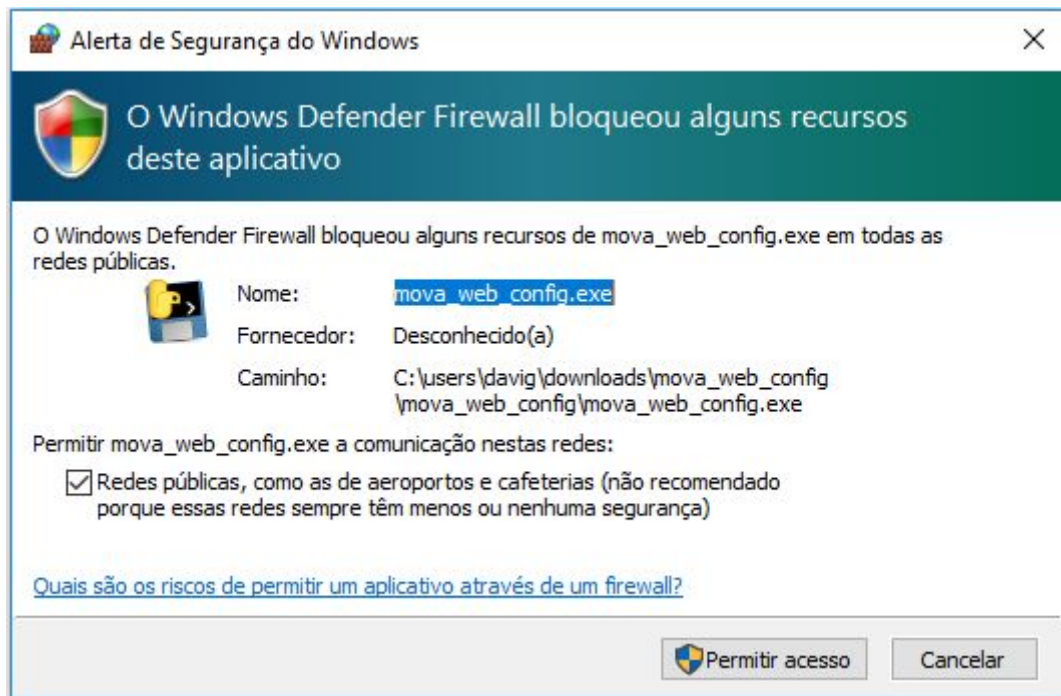 Alerta de Segurança do Windows
O Windows Defender Firewall bloqueou alguns recursos
deste aplicativo
O Windows Defender Firewall bloqueou alguns recursos de mova_web_config.exe em todas as
redes públicas.
Nome: mova_web_config.exe
Fornecedor: Desconhecido(a)
Caminho: C:\users\davig\downloads\mova_web_config
\mova_web_config\mova_web_config.exe
Permitir mova_web_config.exe a comunicação nestas redes:
Redes públicas, como as de aeroportos e cafeterias (não recomendado
porque essas redes sempre têm menos ou nenhuma segurança)
Quais são os riscos de permitir um aplicativo através de um firewall?
Permitir acesso Cancelar